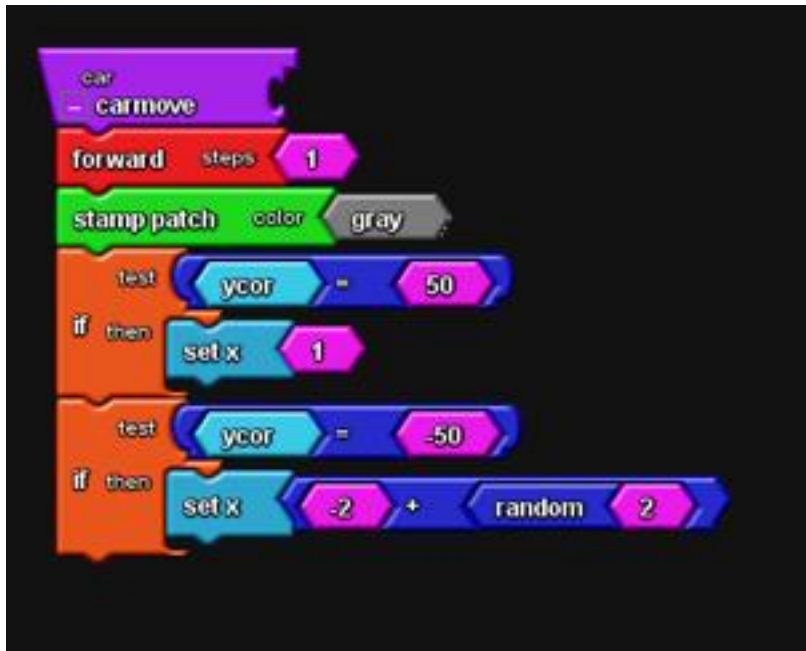 car
– carmove
forward steps 1
stamp patch color gray
test ycor = 50
if then
set x 1
test ycor = -50
if then
set x -2 + random 2